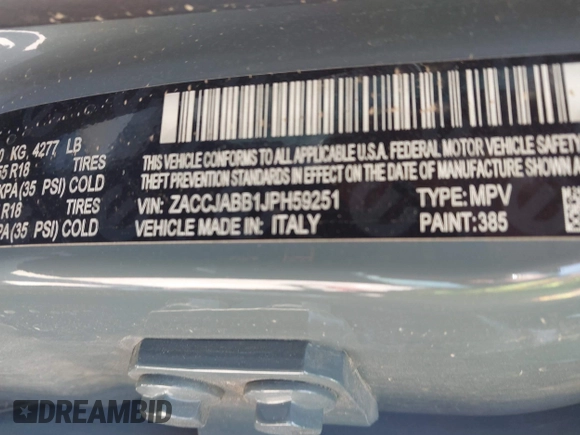 KG. 4277 LB
R18 TIRES
KPA(35 PSI) COLD
R18 TIRES
PA(35 PSI) COLD
THIS VEHICLE CONFORMS TO ALL APPLICABLE U.S.A. FEDERAL MOTOR VEHICLE SAFETY
THEFT PREVENTION STANDARDS IN EFFECT ON THE DATE OF MANUFACTURE SHOWN
VIN: ZACCJABB1JPH59251 TYPE: MPV
VEHICLE MADE IN: ITALY PAINT: 385
DREAMBID